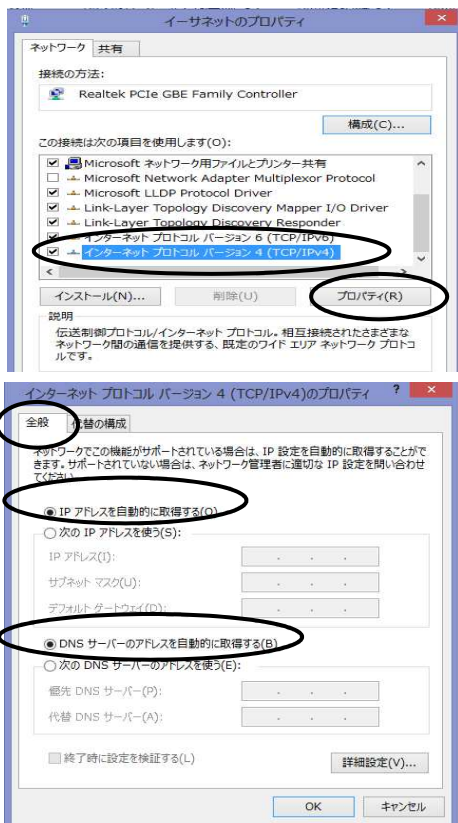 イーサネットのプロパティ
ネットワーク 共有
接続の方法:
Realtek PCIe GBE Family Controller
構成(C)...
この接続は次の項目を使用します(O):
Microsoft ネットワーク用ファイルとプリンター共有
Microsoft Network Adapter Multiplexor Protocol
Microsoft LLDP Protocol Driver
Link-Layer Topology Discovery Mapper I/O Driver
Link-Layer Topology Discovery Responder
インターネット プロトコル バージョン 6 (TCP/IPv6)
インターネット プロトコル バージョン 4 (TCP/IPv4)
インストール(N)... 削除(U) プロパティ(R)
説明
伝送制御プロトコル/インターネット プロトコル。相互接続されたさまざまな
ネットワーク間の通信を提供する、既定のワイド エリア ネットワーク プロトコ
ルです。
インターネット プロトコル バージョン 4 (TCP/IPv4)のプロパティ ? ×
全般 代替の構成
ネットワークでこの機能がサポートされている場合は、IP 設定を自動的に取得することがで
きます。サポートされていない場合は、ネットワーク管理者に適切な IP 設定を問い合わせ
てください。
IP アドレスを自動的に取得する(O)
次の IP アドレスを使う(S):
IP アドレス(I):
サブネット マスク(U):
デフォルト ゲートウェイ(D):
DNS サーバーのアドレスを自動的に取得する(B)
次の DNS サーバーのアドレスを使う(E):
優先 DNS サーバー(P):
代替 DNS サーバー(A):
終了時に設定を検証する(L)
詳細設定(V)...
OK キャンセル